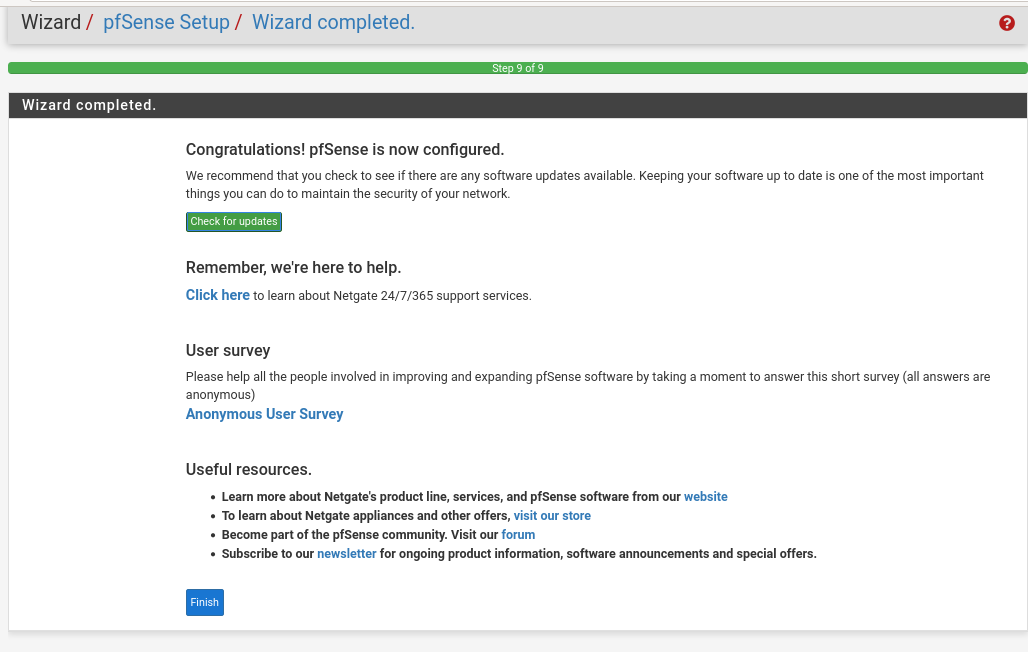 Wizard / pfSense Setup / Wizard completed.
Step 9 of 9
Wizard completed.
Congratulations! pfSense is now configured.
We recommend that you check to see if there are any software updates available. Keeping your software up to date is one of the most important
things you can do to maintain the security of your network.
Check for updates
Remember, we're here to help.
Click here to learn about Netgate 24/7/365 support services.
User survey
Please help all the people involved in improving and expanding pfSense software by taking a moment to answer this short survey (all answers are
anonymous)
Anonymous User Survey
Useful resources.
• Learn more about Netgate's product line, services, and pfSense software from our website
• To learn about Netgate appliances and other offers, visit our store
• Become part of the pfSense community. Visit our forum
• Subscribe to our newsletter for ongoing product information, software announcements and special offers.
Finish